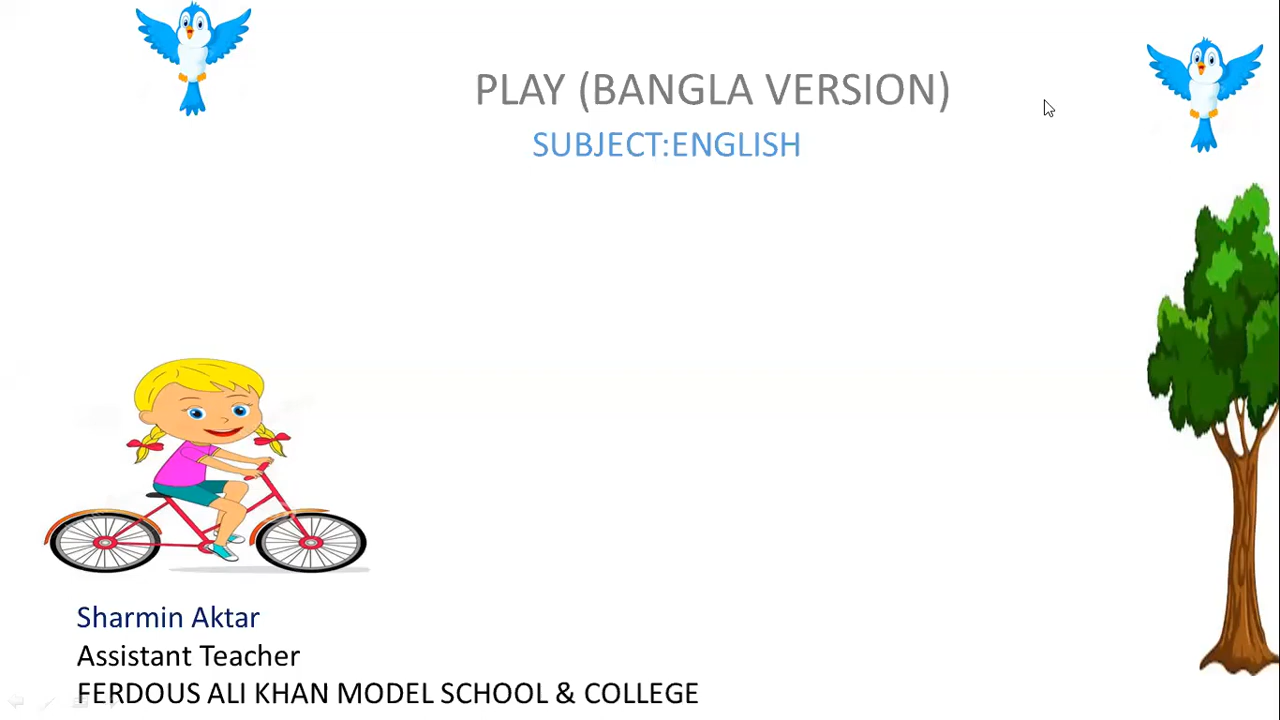 PLAY (BANGLA VERSION)
SUBJECT:ENGLISH
Sharmin Aktar
Assistant Teacher
FERDOUS ALI KHAN MODEL SCHOOL & COLLEGE